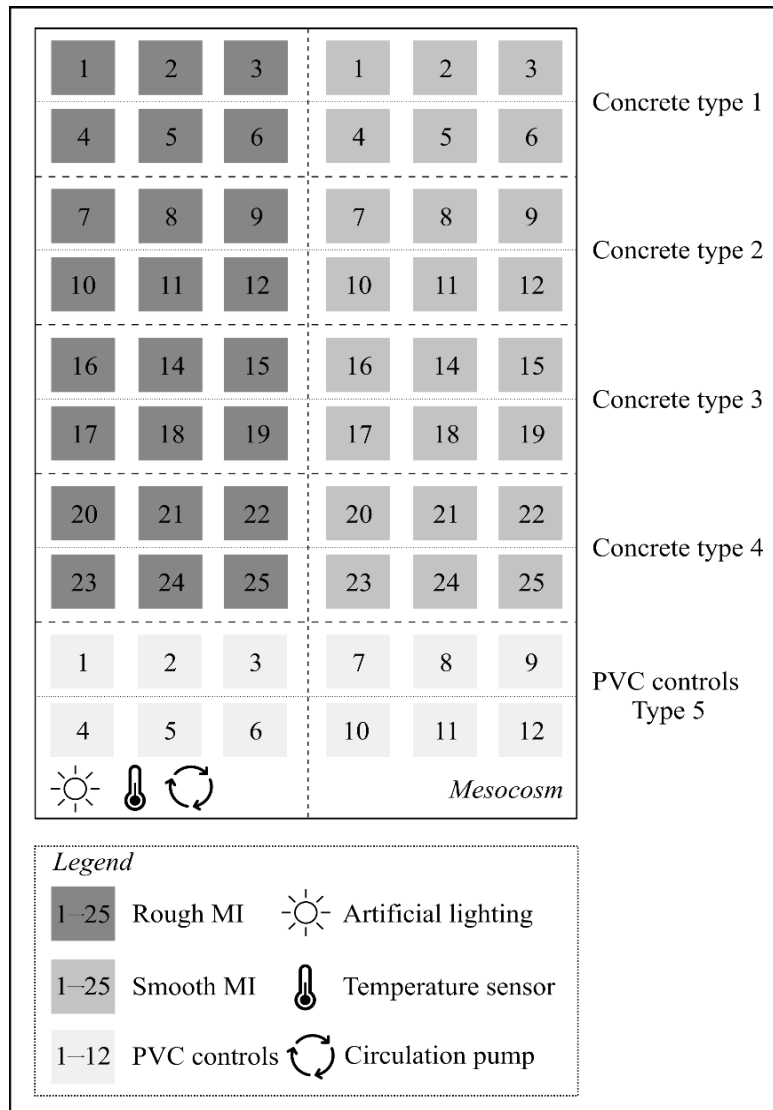 1 2 3 1 2 3
Concrete type 1
4 5 6 4 5 6
7 8 9 7 8 9
Concrete type 2
10 11 12 10 11 12
16 14 15 16 14 15
Concrete type 3
17 18 19 17 18 19
20 21 22 20 21 22
Concrete type 4
23 24 25 23 24 25
1 2 3 7 8 9
PVC controls
Type 5
4 5 6 10 11 12
Mesocosm
Legend
1–25 Rough MI Artificial lighting
1–25 Smooth MI Temperature sensor
1–12 PVC controls Circulation pump